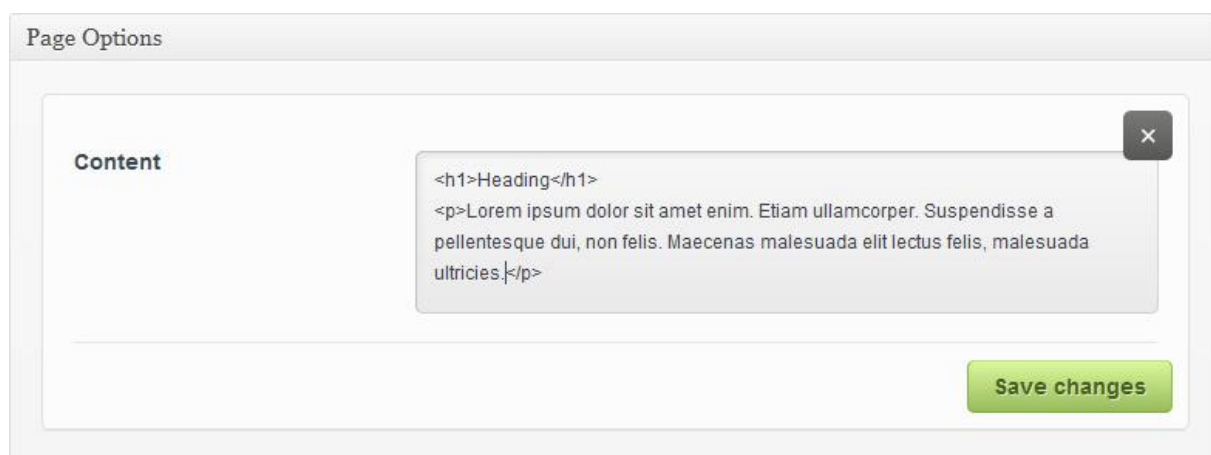 Page Options
Content
<h1>Heading</h1>
<p>Lorem ipsum dolor sit amet enim. Etiam ullamcorper. Suspendisse a
pellentesque dui, non felis. Maecenas malesuada elit lectus felis, malesuada
ultricies.</p>
Save changes